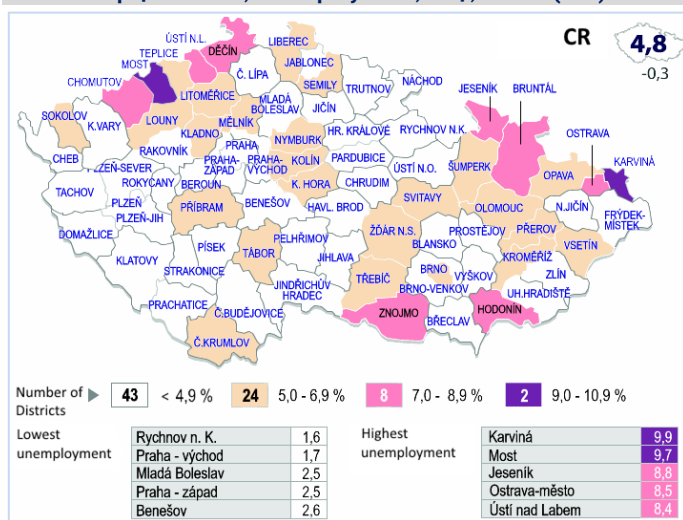 CR
4,8
-0,3
ÚSTÍ N.L.
DĚČÍN
LIBEREC
TEPLICE
MOST
JABLONEC
CHOMUTOV
Č. LÍPA
SEMILY
TRUTNOV
NÁCHOD
JESENÍK
BRUNTÁL
LITOMĚŘICE
MLADÁ
BOLESLAV
JIČÍN
SOKOLOV
K.VARY
LOUNY
MĚLNÍK
HR. KRÁLOVÉ
RYCHNOV N.K.
OSTRAVA
KLADNO
NYMBURK
CHEB
RAKOVNÍK
PRAHA
PRAHA-
ZÁPAD
PRAHA-
VÝCHOD
KOLÍN
PARDUBICE
ÚSTÍ N.O.
ŠUMPERK
OPAVA
KARVINÁ
PLZEŇ-SEVER
ROKYCANY
BEROUN
K. HORA
CHRUDIM
TACHOV
PLZEŇ
PLZEŇ-JIH
PŘÍBRAM
BENEŠOV
HAVL. BROD
SVITAVY
OLOMOUC
N.JIČÍN
FRÝDEK-
MÍSTEK
DOMAŽLICE
KLATOVY
PÍSEK
TÁBOR
PELHŘIMOV
ŽĎÁR N.S.
PROSTĚJOV
PŘEROV
BLANSKO
VSETÍN
STRAKONICE
JIHLAVA
TŘEBÍČ
BRNO
VYŠKOV
KROMĚŘÍŽ
ZLÍN
JINDŘICHŮV
HRADEC
BRNO-VENKOV
UH.HRADIŠTĚ
PRACHATICE
Č.BUDĚJOVICE
ZNOJMO
BŘECLAV
HODONÍN
Č.KRUMLOV
Number of
Districts
43 < 4,9 % 24 5,0 - 6,9 % 8 7,0 - 8,9 % 2 9,0 - 10,9 %
Lowest
unemployment
Rychnov n. K. 1,6
Praha - východ 1,7
Mladá Boleslav 2,5
Praha - západ 2,5
Benešov 2,6
Highest
unemployment
Karviná 9,9
Most 9,7
Jeseník 8,8
Ostrava-město 8,5
Ústí nad Labem 8,4